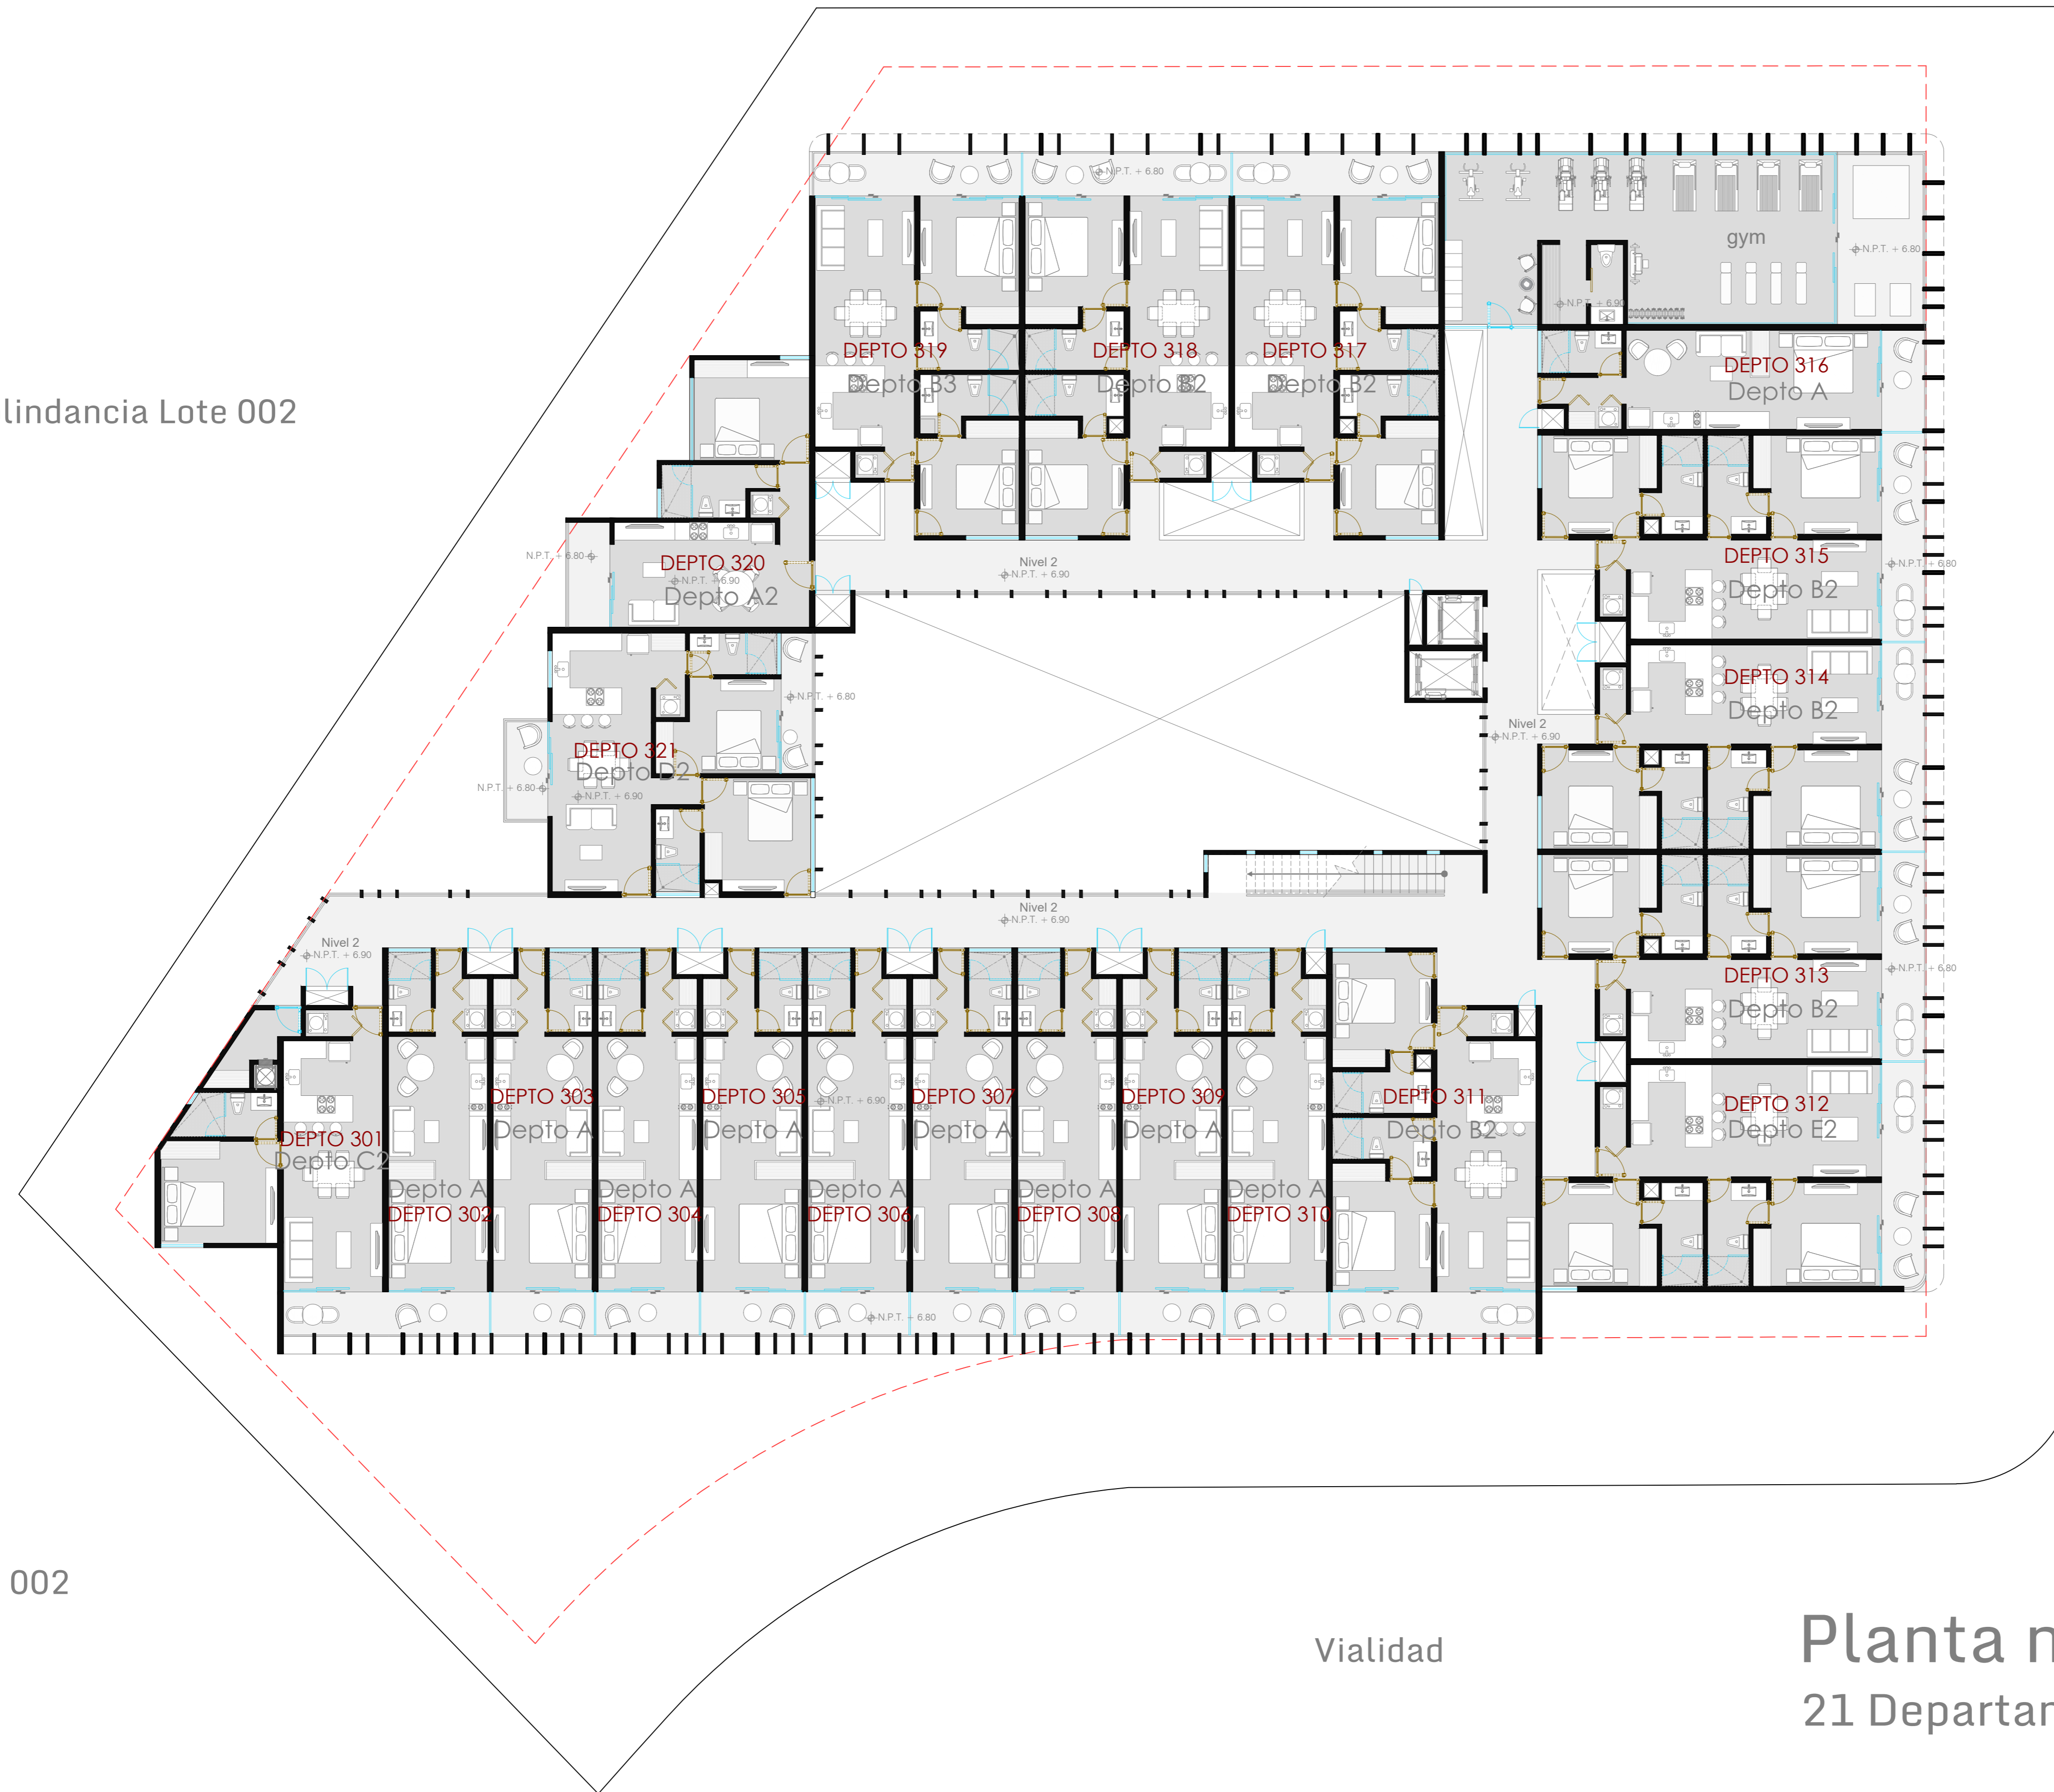 N.P.T. + 6.80
gym
N.P.T. + 6.80
N.P.T. + 6.90
DEPTO 319
Depto B3
DEPTO 318
Depto B2
DEPTO 317
Depto B2
DEPTO 316
Depto A
lindancia Lote 002
N.P.T. + 6.80
DEPTO 320
N.P.T. + 6.90
Depto A2
Nivel 2
N.P.T. + 6.90
DEPTO 315
Depto B2
N.P.T. + 6.80
DEPTO 314
Depto B2
N.P.T. + 6.80
Nivel 2
N.P.T. + 6.90
DEPTO 321
Depto D2
N.P.T. + 6.80
N.P.T. + 6.90
Nivel 2
N.P.T. + 6.90
Nivel 2
N.P.T. + 6.90
DEPTO 313
Depto B2
N.P.T. + 6.80
DEPTO 312
Depto E2
DEPTO 301
Depto C2
DEPTO 303
Depto A
DEPTO 305
Depto A
N.P.T. + 6.90
DEPTO 307
Depto A
DEPTO 309
Depto A
DEPTO 311
Depto B2
Depto A
DEPTO 302
Depto A
DEPTO 304
Depto A
DEPTO 306
Depto A
DEPTO 308
Depto A
DEPTO 310
N.P.T. + 6.80
002
Vialidad
Planta n
21 Departan